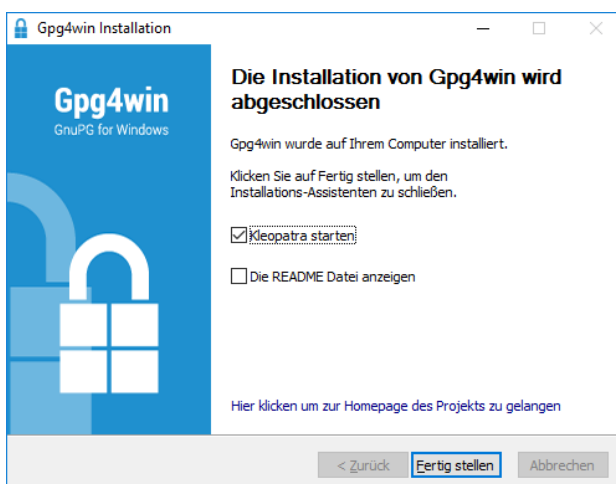 Gpg4win Installation
Gpg4win
GnuPG for Windows
Die Installation von Gpg4win wird
abgeschlossen
Gpg4win wurde auf Ihrem Computer installiert.
Klicken Sie auf Fertig stellen, um den
Installations-Assistenten zu schließen.
Kleopatra starten
Die README Datei anzeigen
Hier klicken um zur Homepage des Projekts zu gelangen
< Zurück Fertig stellen Abbrechen